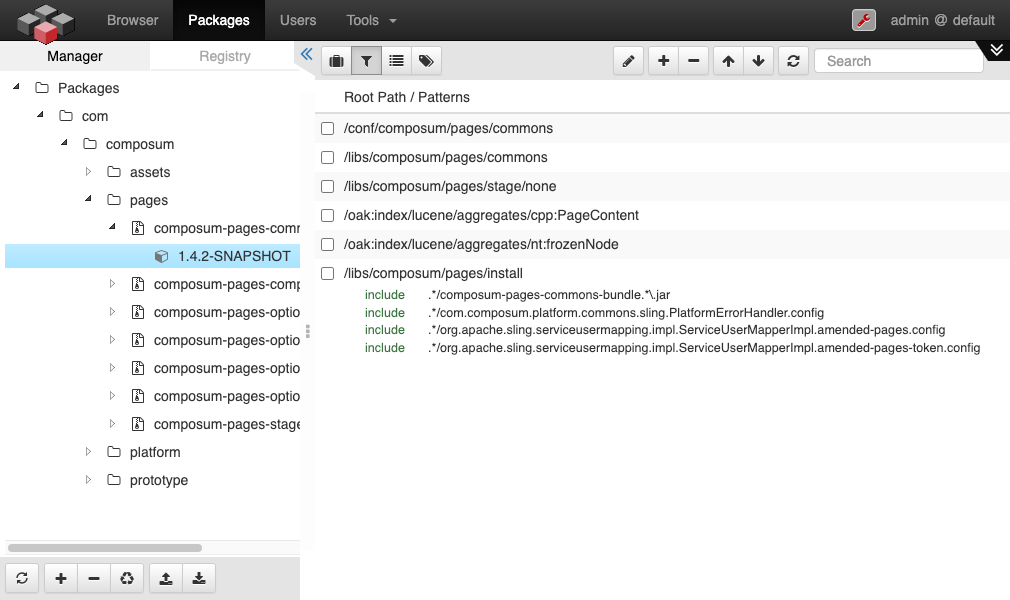 Browser Packages Users Tools admin @ default
Manager Registry Search
Packages
com
composum
assets
pages
composum-pages-comm
1.4.2-SNAPSHOT
composum-pages-comp
composum-pages-optio
composum-pages-optio
composum-pages-optio
composum-pages-optio
composum-pages-stage
platform
prototype
Root Path / Patterns
/conf/composum/pages/commons
/libs/composum/pages/commons
/libs/composum/pages/stage/none
/oak:index/lucene/aggregates/cpp:PageContent
/oak:index/lucene/aggregates/nt:frozenNode
/libs/composum/pages/install
include .*/composum-pages-commons-bundle.*\.jar
include .*/com.composum.platform.commons.sling.PlatformErrorHandler.config
include .*/org.apache.sling.serviceusermapping.impl.ServiceUserMapperImpl.amended-pages.config
include .*/org.apache.sling.serviceusermapping.impl.ServiceUserMapperImpl.amended-pages-token.config